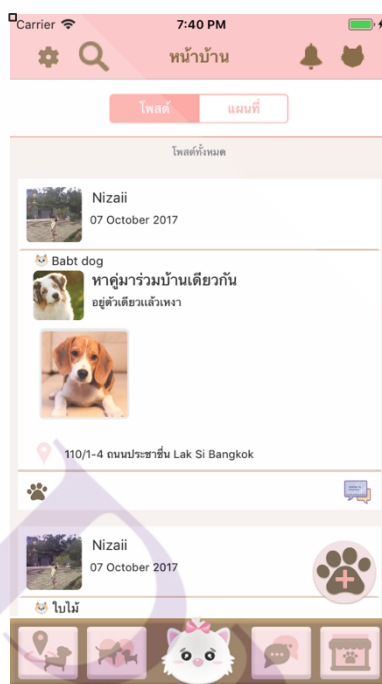 Carrier 7:40 PM
หน้าบ้าน
โพสต์ แผนที่
โพสต์ทั้งหมด
Nizaii
07 October 2017
Babt dog
หาคู่มาร่วมบ้านเดียวกัน
อยู่ตัวเดียวแล้วเหงา
110/1-4 ถนนประชาชื่น Lak Si Bangkok
Nizaii
07 October 2017
ใบไม้